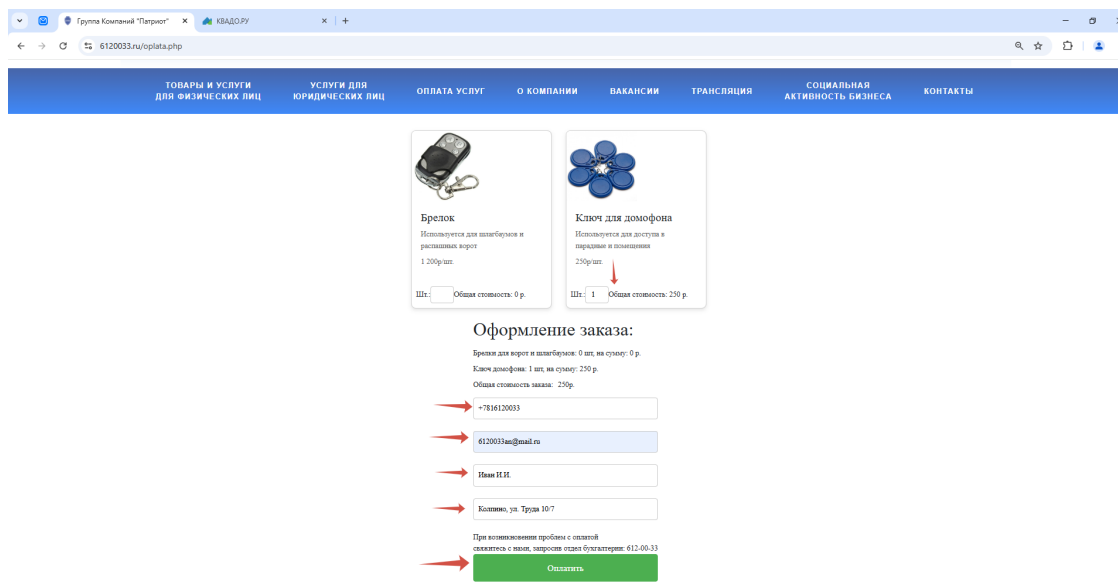 Группа Компаний "Патриот"
КВАДО.РУ
6120033.ru/oplata.php
ТОВАРЫ И УСЛУГИ
ДЛЯ ФИЗИЧЕСКИХ ЛИЦ
УСЛУГИ ДЛЯ
ЮРИДИЧЕСКИХ ЛИЦ
ОПЛАТА УСЛУГ
О КОМПАНИИ
ВАКАНСИИ
ТРАНСЛЯЦИЯ
СОЦИАЛЬНАЯ
АКТИВНОСТЬ БИЗНЕСА
КОНТАКТЫ
Брелок
Используется для шлагбаумов и
распашных ворот
1 200р/шт.
Шт.: Общая стоимость: 0 р.
Ключ для домофона
Используется для доступа в
парадные и помещения
250р/шт.
Шт.: 1 Общая стоимость: 250 р.
Оформление заказа:
Брелки для ворот и шлагбаумов: 0 шт, на сумму: 0 р.
Ключ домофона: 1 шт, на сумму: 250 р.
Общая стоимость заказа: 250р.
+7816120033
6120033an@mail.ru
Иван И.И.
Колпино, ул. Труда 10/7
При возникновении проблем с оплатой
свяжитесь с нами, запросив отдел бухгалтерии: 612-00-33
Оплатить